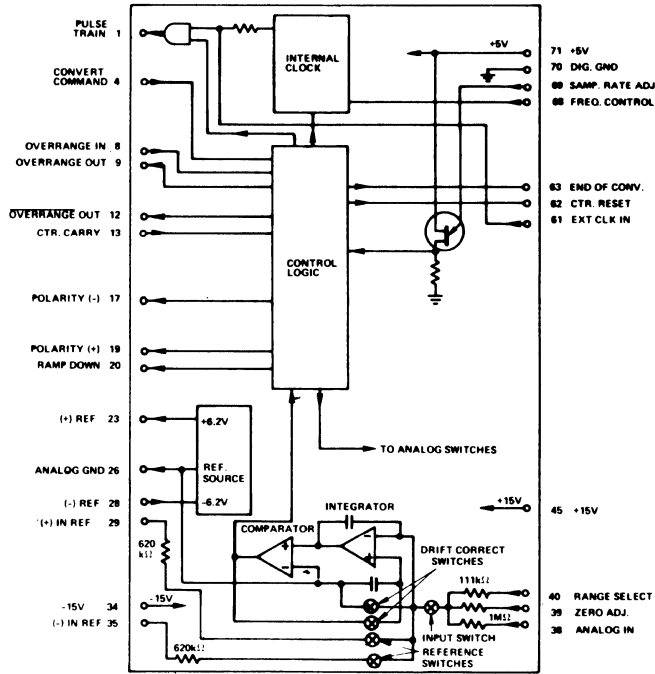 PULSE
TRAIN 1
CONVERT
COMMAND 4
OVERRANGE IN 8
OVERRANGE OUT 9
OVERRANGE OUT 12
CTR. CARRY 13
POLARITY (-) 17
POLARITY (+) 19
RAMP DOWN 20
(+) REF 23
ANALOG GND 26
(-) REF 28
(+) IN REF 29
-15V 34
(-) IN REF 35
INTERNAL
CLOCK
CONTROL
LOGIC
+5V
71 +5V
70 DIG. GND
69 SAMP. RATE ADJ
68 FREQ. CONTROL
63 END OF CONV.
62 CTR. RESET
61 EXT CLK IN
+6.2V
REF.
SOURCE
-6.2V
TO ANALOG SWITCHES
+15V
45 +15V
INTEGRATOR
COMPARATOR
DRIFT CORRECT
SWITCHES
620
kΩ
-15V
620kΩ
111kΩ
1MΩ
40 RANGE SELECT
39 ZERO ADJ.
38 ANALOG IN
INPUT SWITCH
REFERENCE
SWITCHES